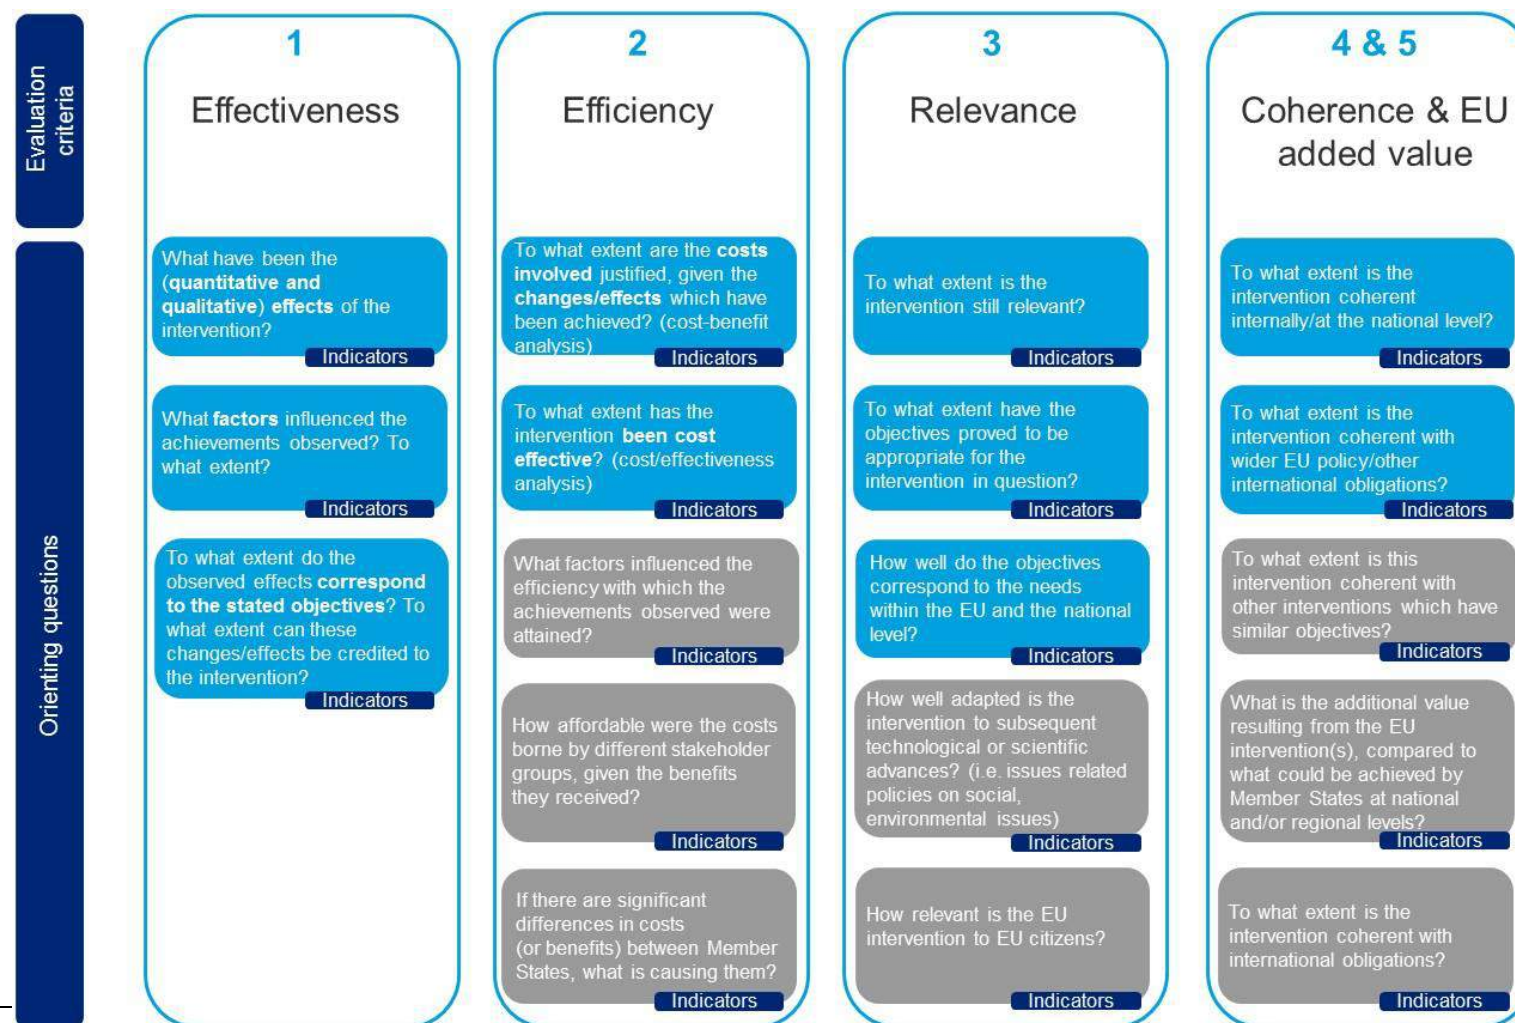 Evaluation
criteria
1
Effectiveness
2
Efficiency
3
Relevance
4 & 5
Coherence & EU
added value
Orienting questions
What have been the
(quantitative and
qualitative) effects of the
intervention?
Indicators
What factors influenced the
achievements observed? To
what extent?
Indicators
To what extent do the
observed effects correspond
to the stated objectives? To
what extent can these
changes/effects be credited to
the intervention?
Indicators
To what extent are the costs
involved justified, given the
changes/effects which have
been achieved? (cost-benefit
analysis)
Indicators
To what extent has the
intervention been cost
effective? (cost/effectiveness
analysis)
Indicators
What factors influenced the
efficiency with which the
achievements observed were
attained?
Indicators
How affordable were the costs
borne by different stakeholder
groups, given the benefits
they received?
Indicators
If there are significant
differences in costs
(or benefits) between Member
States, what is causing them?
Indicators
To what extent is the
intervention still relevant?
Indicators
To what extent have the
objectives proved to be
appropriate for the
intervention in question?
Indicators
How well do the objectives
correspond to the needs
within the EU and the national
level?
Indicators
How well adapted is the
intervention to subsequent
technological or scientific
advances? (i.e. issues related
policies on social,
environmental issues)
Indicators
How relevant is the EU
intervention to EU citizens?
Indicators
To what extent is the
intervention coherent
internally/at the national level?
Indicators
To what extent is the
intervention coherent with
wider EU policy/other
international obligations?
Indicators
To what extent is this
intervention coherent with
other interventions which have
similar objectives?
Indicators
What is the additional value
resulting from the EU
intervention(s), compared to
what could be achieved by
Member States at national
and/or regional levels?
Indicators
To what extent is the
intervention coherent with
international obligations?
Indicators